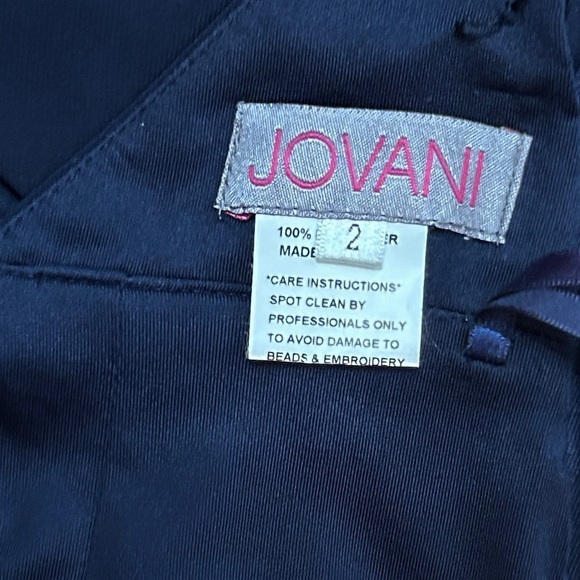 JOVANI
2
100%
MADE
*CARE INSTRUCTIONS*
SPOT CLEAN BY
PROFESSIONALS ONLY
TO AVOID DAMAGE TO
BEADS & EMBROIDERY